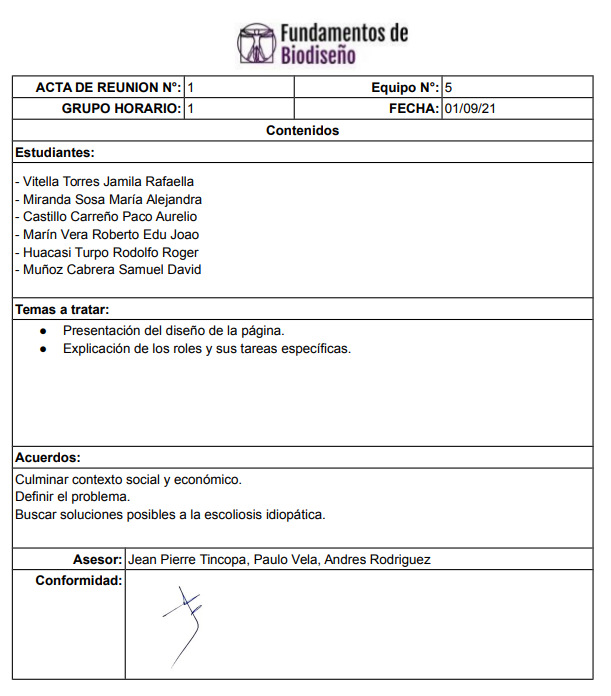 Fundamentos de
Biodiseño
ACTA DE REUNION N°: 1 Equipo N°: 5
GRUPO HORARIO: 1 FECHA: 01/09/21
Contenidos
Estudiantes:
- Vitella Torres Jamila Rafaella
- Miranda Sosa María Alejandra
- Castillo Carreño Paco Aurelio
- Marín Vera Roberto Edu Joao
- Huacasi Turpo Rodolfo Roger
- Muñoz Cabrera Samuel David
Temas a tratar:
● Presentación del diseño de la página.
● Explicación de los roles y sus tareas específicas.
Acuerdos:
Culminar contexto social y económico.
Definir el problema.
Buscar soluciones posibles a la escoliosis idiopática.
Asesor: Jean Pierre Tincopa, Paulo Vela, Andres Rodriguez
Conformidad: